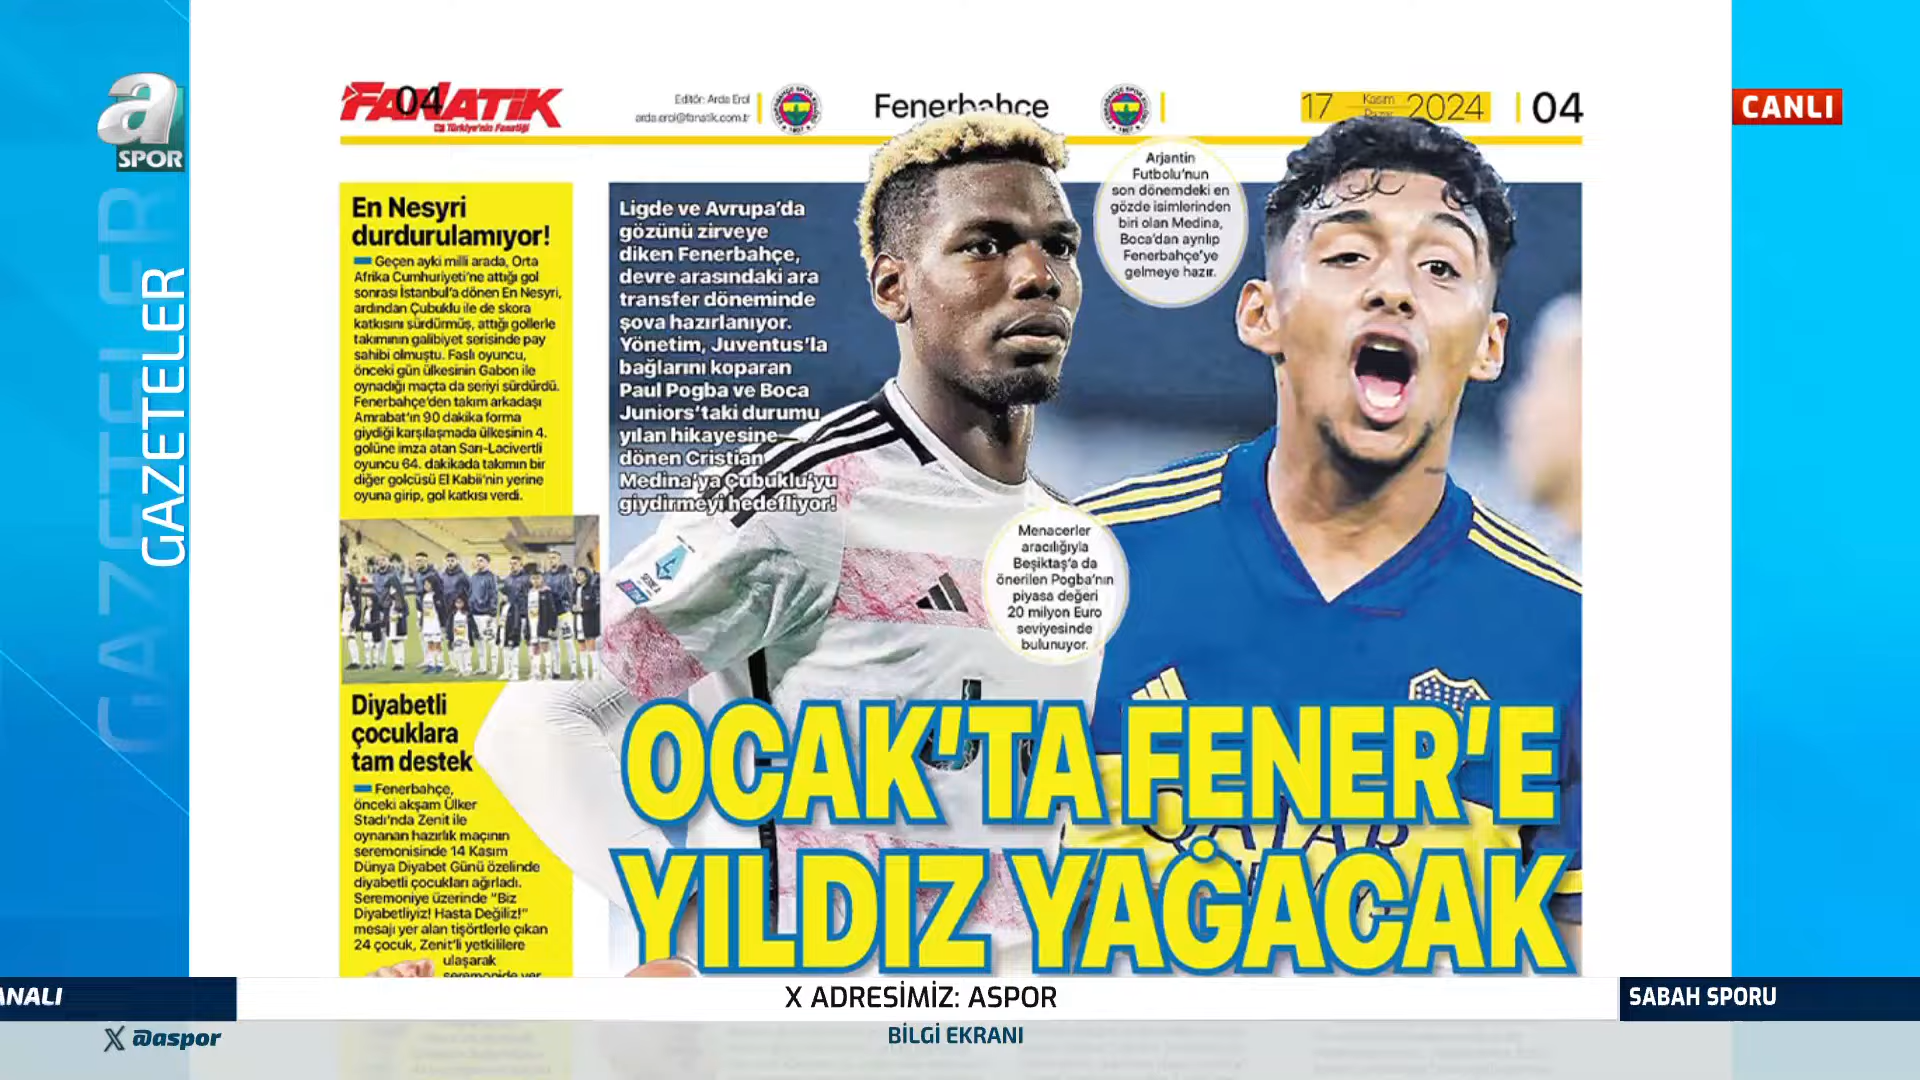 a
SPOR
GAZETELER
GAZETELER
CANLI
FANATİK
04
Türkiye'nin Fanatiği
Editör: Arda Erol
arda.erol@fanatik.com.tr
Fenerbahçe
17 Kasım Pazar 2024
04
En Nesyri
durdurulamıyor!
Geçen ayki milli arada, Orta
Afrika Cumhuriyeti'ne attığı gol
sonrası İstanbul'a dönen En Nesyri,
ardından Çubuklu ile de skora
katkısını sürdürmüş, attığı gollerle
takımının galibiyet serisinde pay
sahibi olmuştu. Faslı oyuncu,
önceki gün ülkesinin Gabon ile
oynadığı maçta da seriyi sürdürdü.
Fenerbahçe'den takım arkadaşı
Amrabat'ın 90 dakika forma
giydiği karşılaşmada ülkesinin 4.
golüne imza atan Sarı-Lacivertli
oyuncu 64. dakikada takımın bir
diğer golcüsü El Kabii'nin yerine
oyuna girip, gol katkısı verdi.
Diyabetli
çocuklara
tam destek
Fenerbahçe,
önceki akşam Ülker
Stadı'nda Zenit ile
oynanan hazırlık maçının
seremonisinde 14 Kasım
Dünya Diyabet Günü özelinde
diyabetli çocukları ağırladı.
Seremoniye üzerinde "Biz
Diyabetliyiz! Hasta Değiliz!"
mesajı yer alan tişörtlerle çıkan
24 çocuk, Zenit'li yetkililere
ulaşarak
seremonide yer
Ligde ve Avrupa'da
gözünü zirveye
diken Fenerbahçe,
devre arasındaki ara
transfer döneminde
şova hazırlanıyor.
Yönetim, Juventus'la
bağlarını koparan
Paul Pogba ve Boca
Juniors'taki durumu
yılan hikayesine
dönen Cristian
Medina'ya Çubuklu'yu
giydirmeyi hedefliyor!
Arjantin
Futbolu'nun
son dönemdeki en
gözde isimlerinden
biri olan Medina,
Boca'dan ayrılıp
Fenerbahçe'ye
gelmeye hazır.
Menacerler
aracılığıyla
Beşiktaş'a da
önerilen Pogba'nın
piyasa değeri
20 milyon Euro
seviyesinde
bulunuyor.
OCAK'TA FENER'E
YILDIZ YAĞACAK
QATAR
ANALI
X ADRESİMİZ: ASPOR
SABAH SPORU
X @aspor
BİLGİ EKRANI